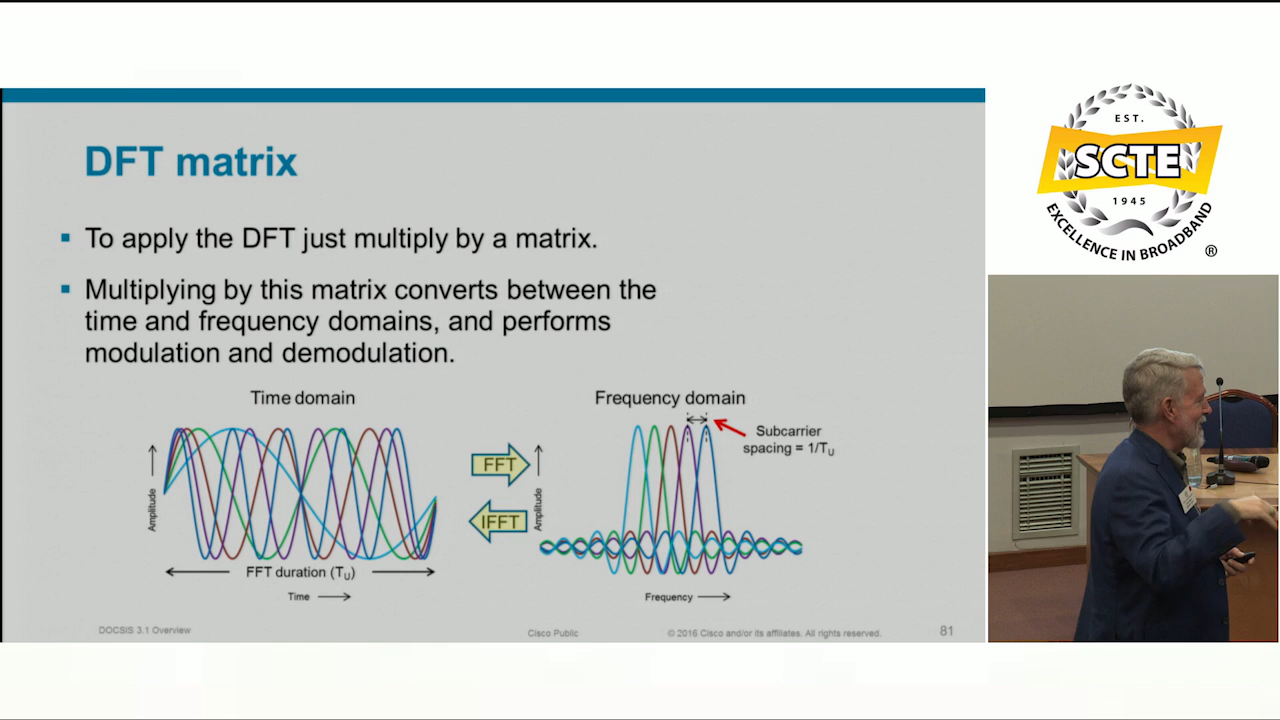 DFT matrix
▪ To apply the DFT just multiply by a matrix.
▪ Multiplying by this matrix converts between the
time and frequency domains, and performs
modulation and demodulation.
Time domain
Amplitude
FFT duration (TU)
Time
FFT
IFFT
Frequency domain
Subcarrier
spacing = 1/TU
Amplitude
Frequency
DOCSIS 3.1 Overview
Cisco Public
© 2016 Cisco and/or its affiliates. All rights reserved.
81
EST.
SCTE
1945
EXCELLENCE IN BROADBAND
®